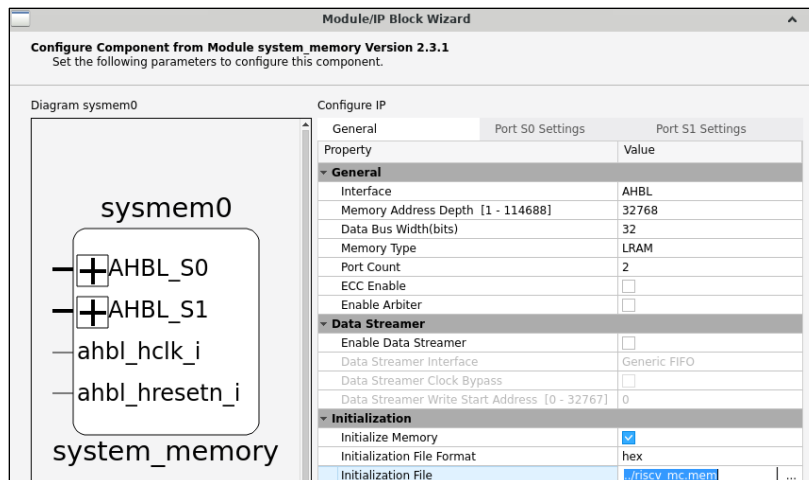 Module/IP Block Wizard
Configure Component from Module system_memory Version 2.3.1
Set the following parameters to configure this component.
Diagram sysmem0
Configure IP
General Port S0 Settings Port S1 Settings
Property Value
General
Interface AHBL
Memory Address Depth [1 - 114688] 32768
Data Bus Width(bits) 32
Memory Type LRAM
Port Count 2
ECC Enable
Enable Arbiter
Data Streamer
Enable Data Streamer
Data Streamer Interface Generic FIFO
Data Streamer Clock Bypass
Data Streamer Write Start Address [0 - 32767] 0
Initialization
Initialize Memory
Initialization File Format hex
Initialization File ../riscv_mc.mem ...
sysmem0
AHBL_S0
AHBL_S1
ahbl_hclk_i
ahbl_hresetn_i
system_memory